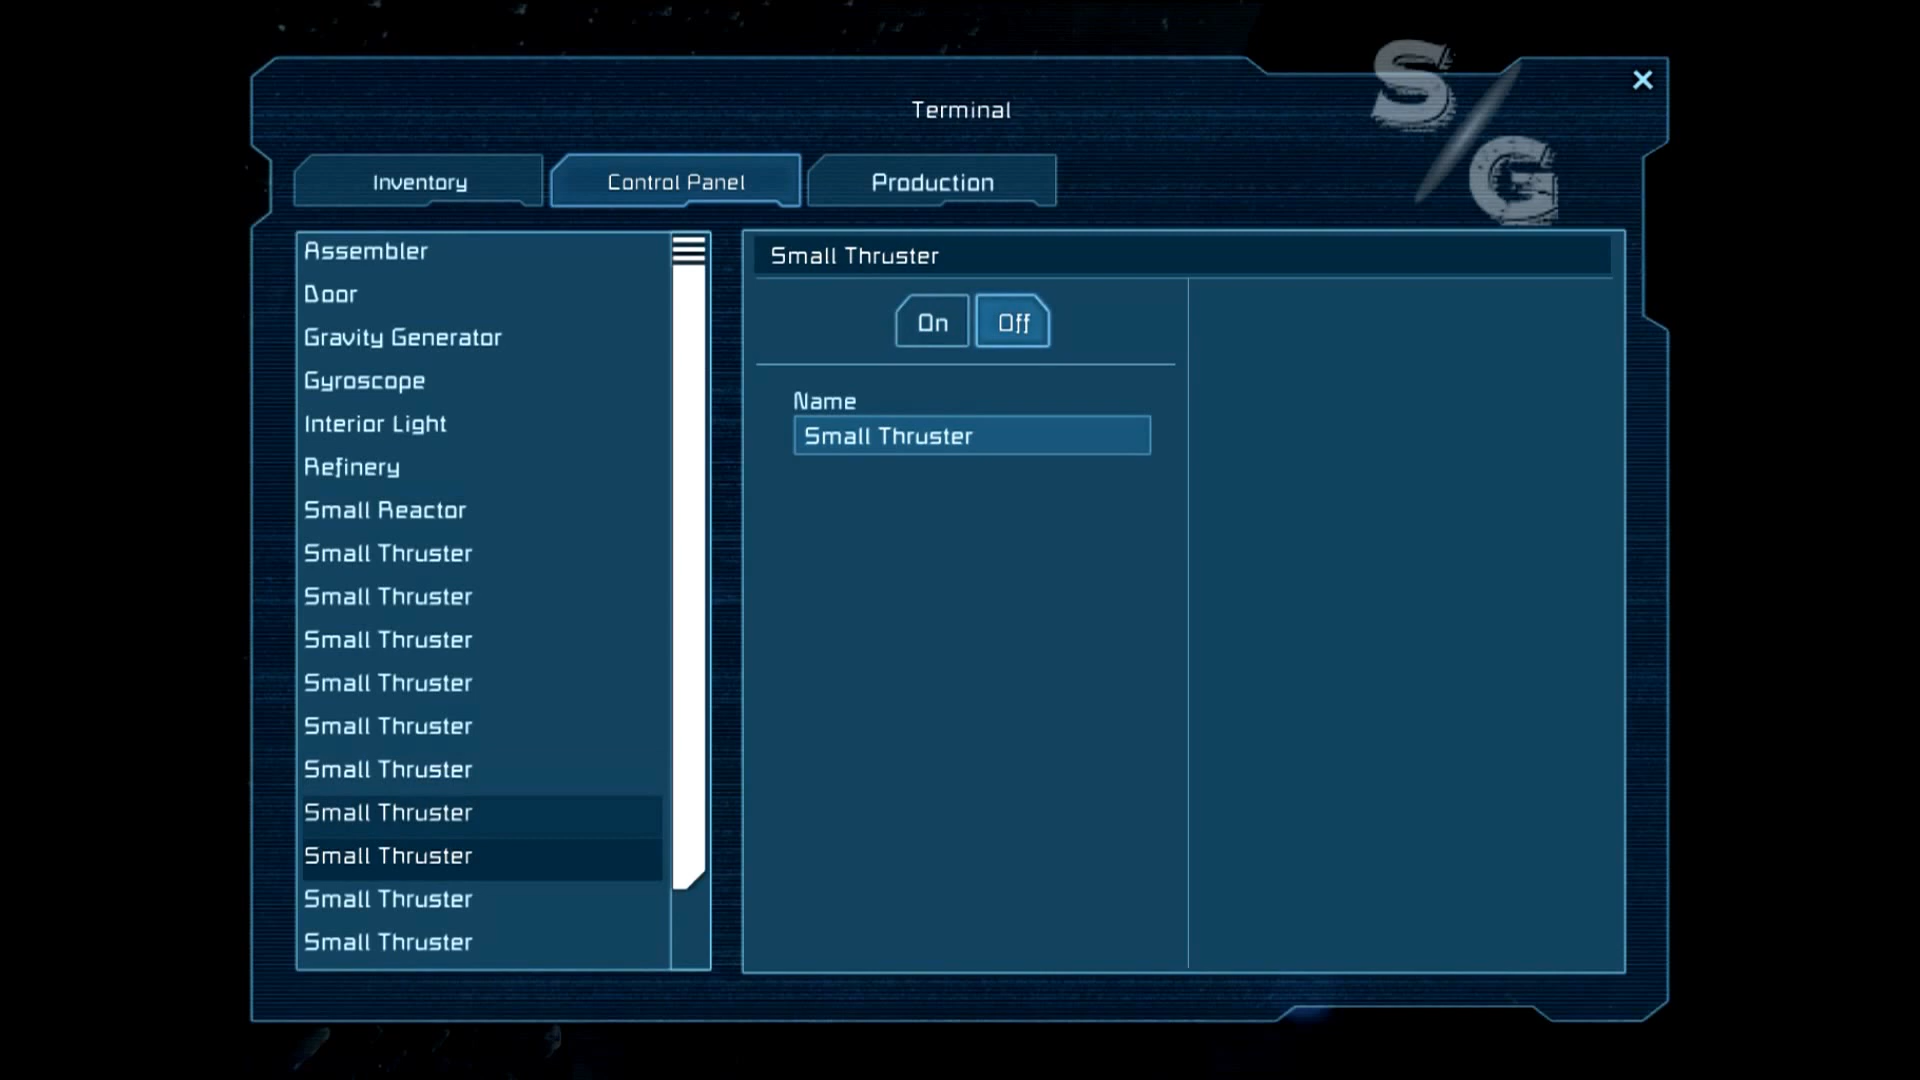 Terminal
S/G
Inventory
Control Panel
Production
Assembler
Door
Gravity Generator
Gyroscope
Interior Light
Refinery
Small Reactor
Small Thruster
Small Thruster
Small Thruster
Small Thruster
Small Thruster
Small Thruster
Small Thruster
Small Thruster
Small Thruster
Small Thruster
Small Thruster
On
Off
Name
Small Thruster